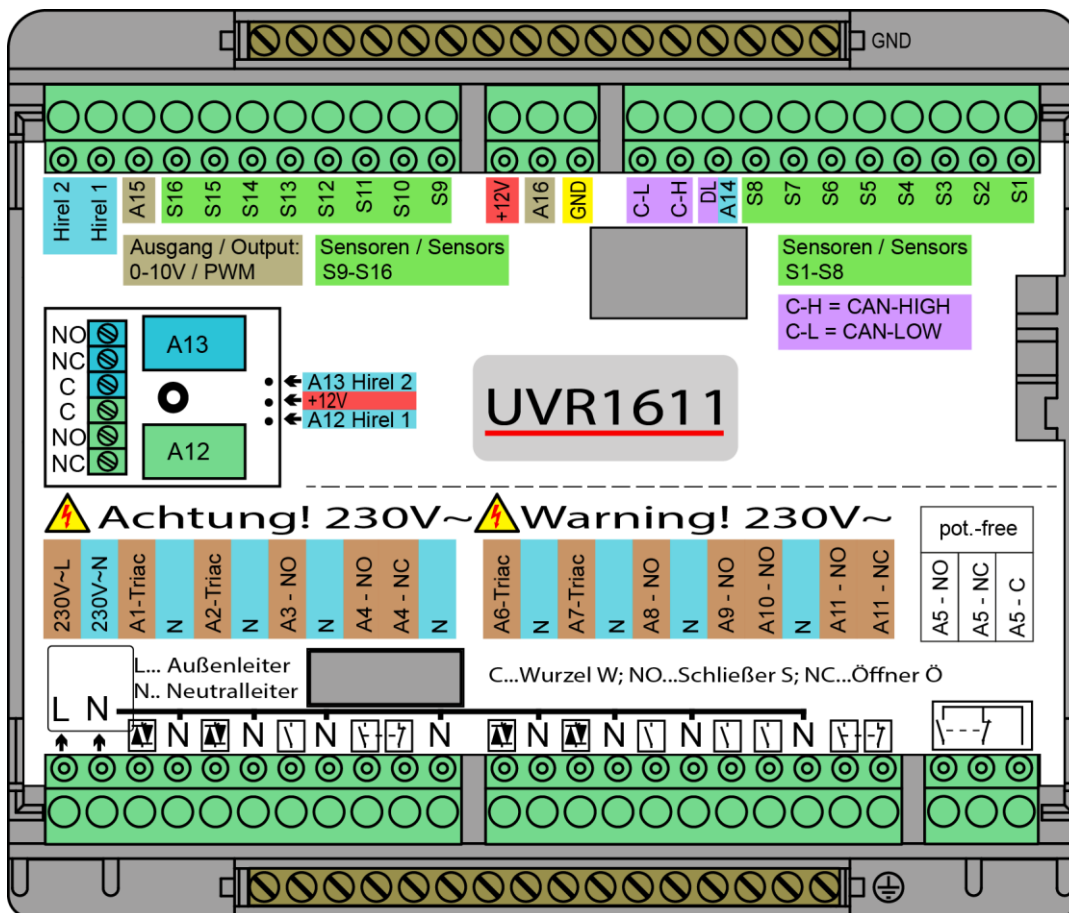 GND
Hirel 2
Hirel 1
A15
S16
S15
S14
S13
S12
S11
S10
S9
+12V
A16
GND
C-L
C-H
DL
A14
S8
S7
S6
S5
S4
S3
S2
S1
Ausgang / Output:
0-10V / PWM
Sensoren / Sensors
S9-S16
Sensoren / Sensors
S1-S8
C-H = CAN-HIGH
C-L = CAN-LOW
NO
NC
C
C
NO
NC
A13
A12
A13 Hirel 2
+12V
A12 Hirel 1
UVR1611
Achtung! 230V~
Warning! 230V~
230V~L
230V~N
A1-Triac
N
A2-Triac
N
A3 - NO
N
A4 - NO
A4 - NC
N
A6-Triac
N
A7-Triac
N
A8 - NO
N
A9 - NO
A10 - NO
N
A11 - NO
A11 - NC
pot.-free
A5 - NO
A5 - NC
A5 - C
L... Außenleiter
N.. Neutralleiter
C...Wurzel W; NO...Schließer S; NC...Öffner Ö
L N
N N N N N N N N